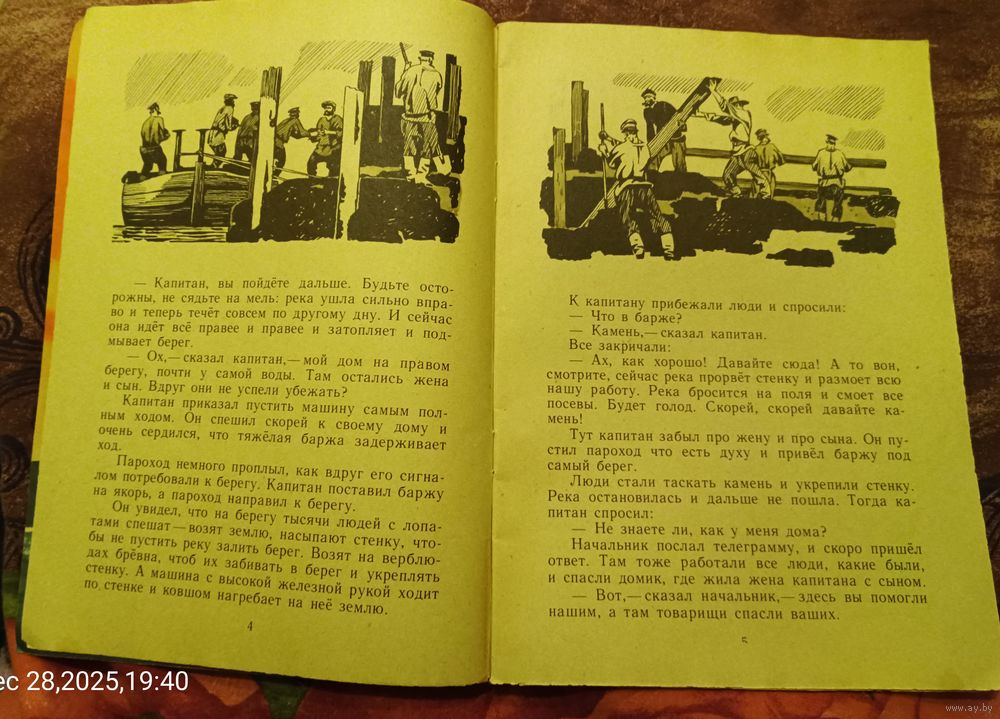 — Капитан, вы пойдёте дальше. Будьте осто-
рожны, не сядьте на мель: река ушла сильно впра-
во и теперь течёт совсем по другому дну. И сейчас
она идёт всё правее и правее и затопляет и под-
мывает берег.
— Ох,— сказал капитан,— мой дом на правом
берегу, почти у самой воды. Там остались жена
и сын. Вдруг они не успели убежать?
Капитан приказал пустить машину самым пол-
ным ходом. Он спешил скорей к своему дому и
очень сердился, что тяжёлая баржа задерживает
ход.
Пароход немного проплыл, как вдруг его сигна-
лом потребовали к берегу. Капитан поставил баржу
на якорь, а пароход направил к берегу.
Он увидел, что на берегу тысячи людей с лопа-
тами спешат — возят землю, насыпают стенку, что-
бы не пустить реку залить берег. Возят на верблю-
дах брёвна, чтоб их забивать в берег и укреплять
стенку. А машина с высокой железной рукой ходит
по стенке и ковшом нагребает на неё землю.
4
К капитану прибежали люди и спросили:
— Что в барже?
— Камень,— сказал капитан.
Все закричали:
— Ах, как хорошо! Давайте сюда! А то вон,
смотрите, сейчас река прорвёт стенку и размоет всю
нашу работу. Река бросится на поля и смоет все
посевы. Будет голод. Скорей, скорей давайте ка-
мень!
Тут капитан забыл про жену и про сына. Он пу-
стил пароход что есть духу и привёл баржу под
самый берег.
Люди стали таскать камень и укрепили стенку.
Река остановилась и дальше не пошла. Тогда ка-
питан спросил:
— Не знаете ли, как у меня дома?
Начальник послал телеграмму, и скоро пришёл
ответ. Там тоже работали все люди, какие были,
и спасли домик, где жила жена капитана с сыном.
— Вот,— сказал начальник,— здесь вы помогли
нашим, а там товарищи спасли ваших.
5
ec 28,2025,19:40
www.ay.by